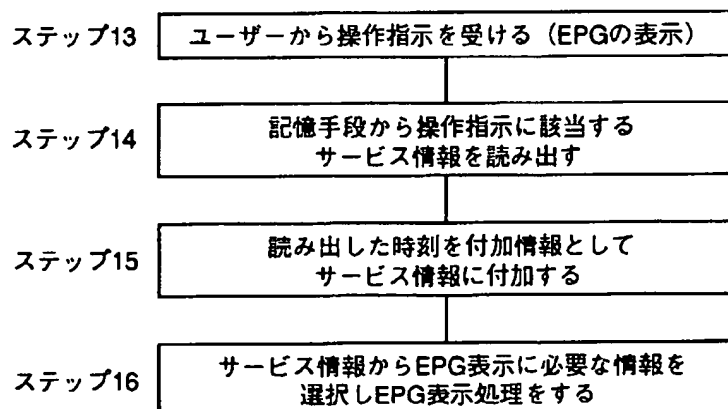 ステップ13
ユーザーから操作指示を受ける（EPGの表示）
ステップ14
記憶手段から操作指示に該当する
サービス情報を読み出す
ステップ15
読み出した時刻を付加情報として
サービス情報に付加する
ステップ16
サービス情報からEPG表示に必要な情報を
選択しEPG表示処理をする